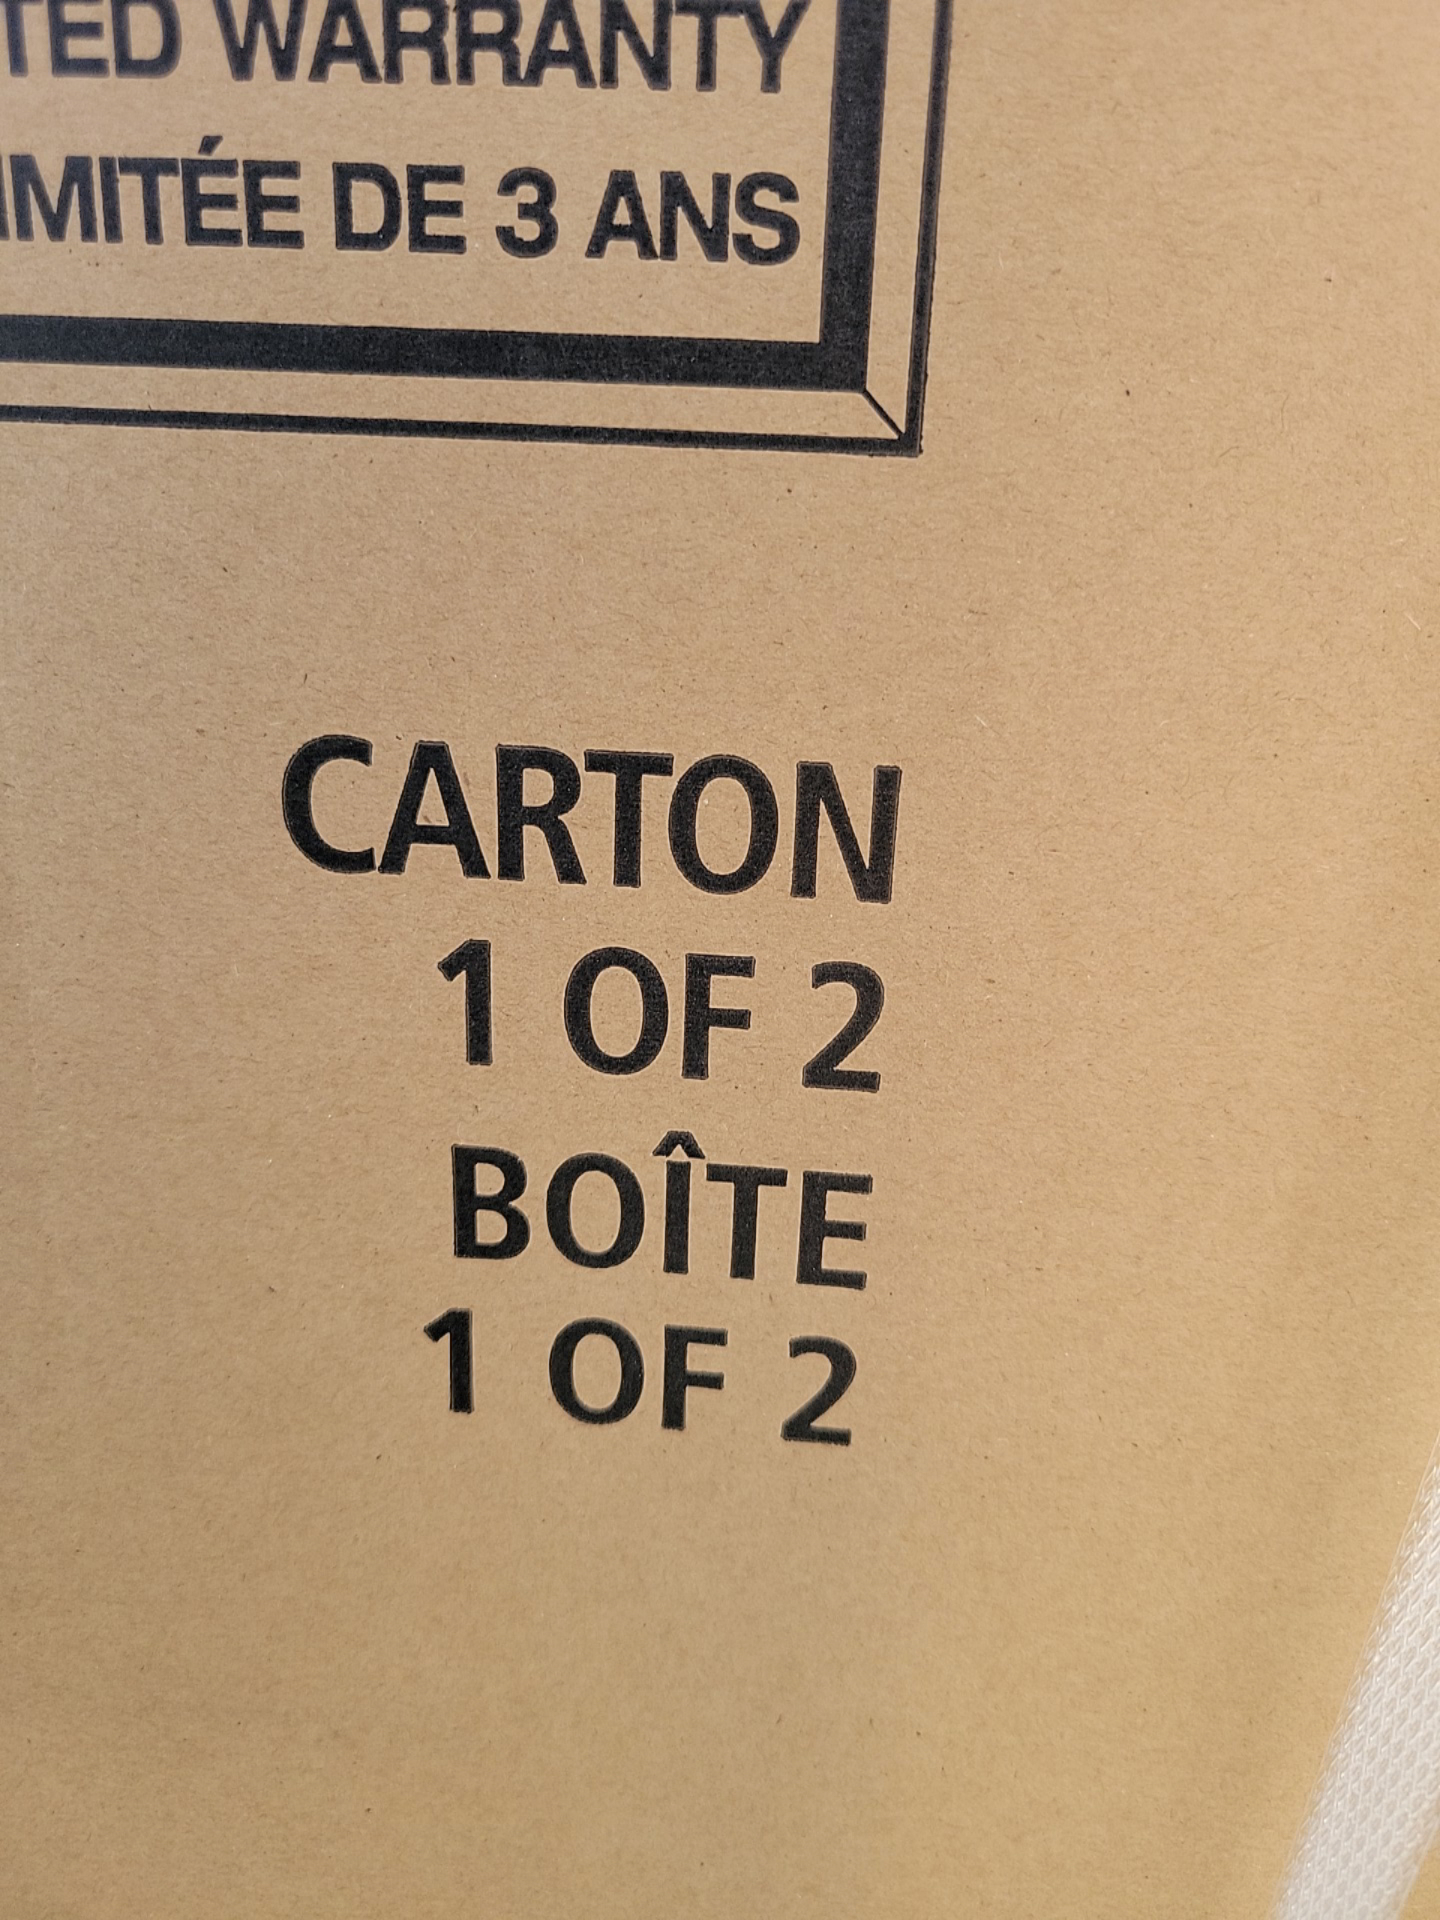 TED WARRANTY
IMITÉE DE 3 ANS
CARTON
1 OF 2
BOÎTE
1 OF 2